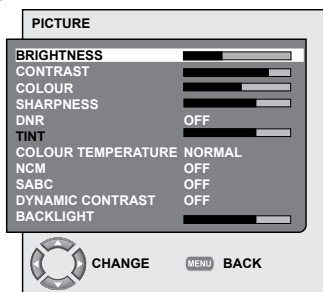 PICTURE
BRIGHTNESS
CONTRAST
COLOUR
SHARPNESS
DNR OFF
TINT
COLOUR TEMPERATURE NORMAL
NCM OFF
SABC OFF
DYNAMIC CONTRAST OFF
BACKLIGHT
CHANGE MENU BACK